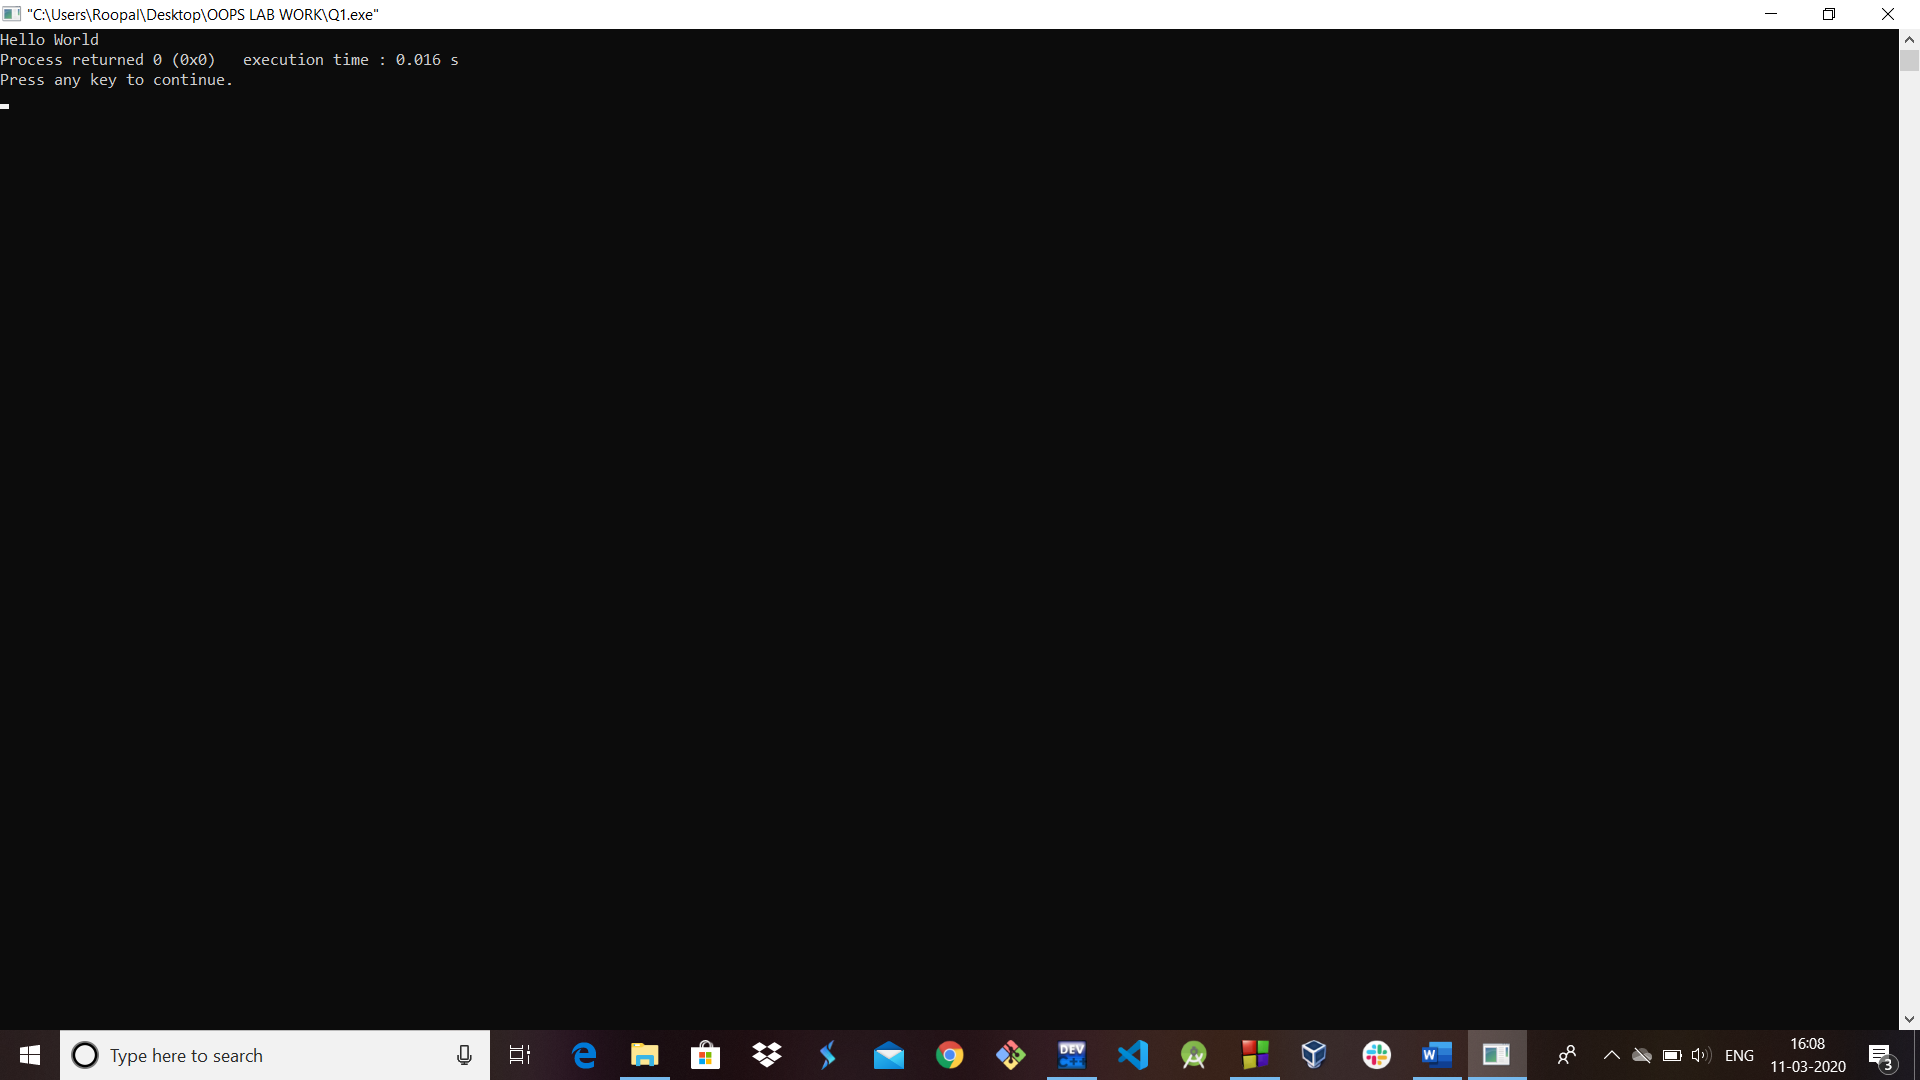 "C:\Users\Roopal\Desktop\OOPS LAB WORK\Q1.exe"
Hello World
Process returned 0 (0x0)   execution time : 0.016 s
Press any key to continue.
Type here to search
DEV
C++
W
ENG
16:08
11-03-2020
3